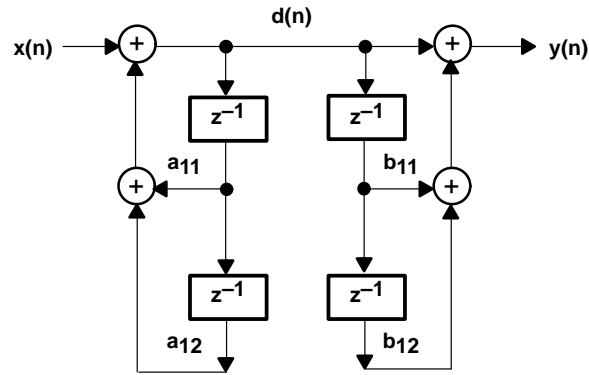 d(n)
x(n) + + y(n)
z⁻¹ z⁻¹
a₁₁ b₁₁
+ +
z⁻¹ z⁻¹
a₁₂ b₁₂